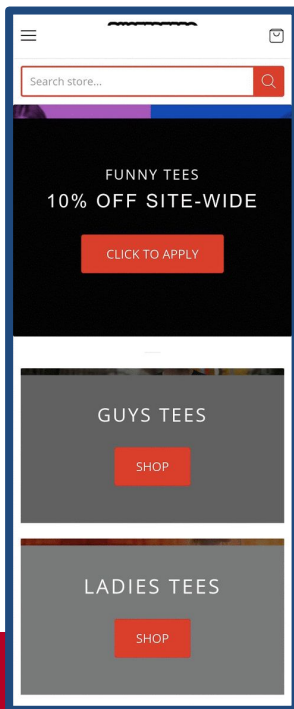 Search store...
FUNNY TEES
10% OFF SITE-WIDE
CLICK TO APPLY
GUYS TEES
SHOP
LADIES TEES
SHOP